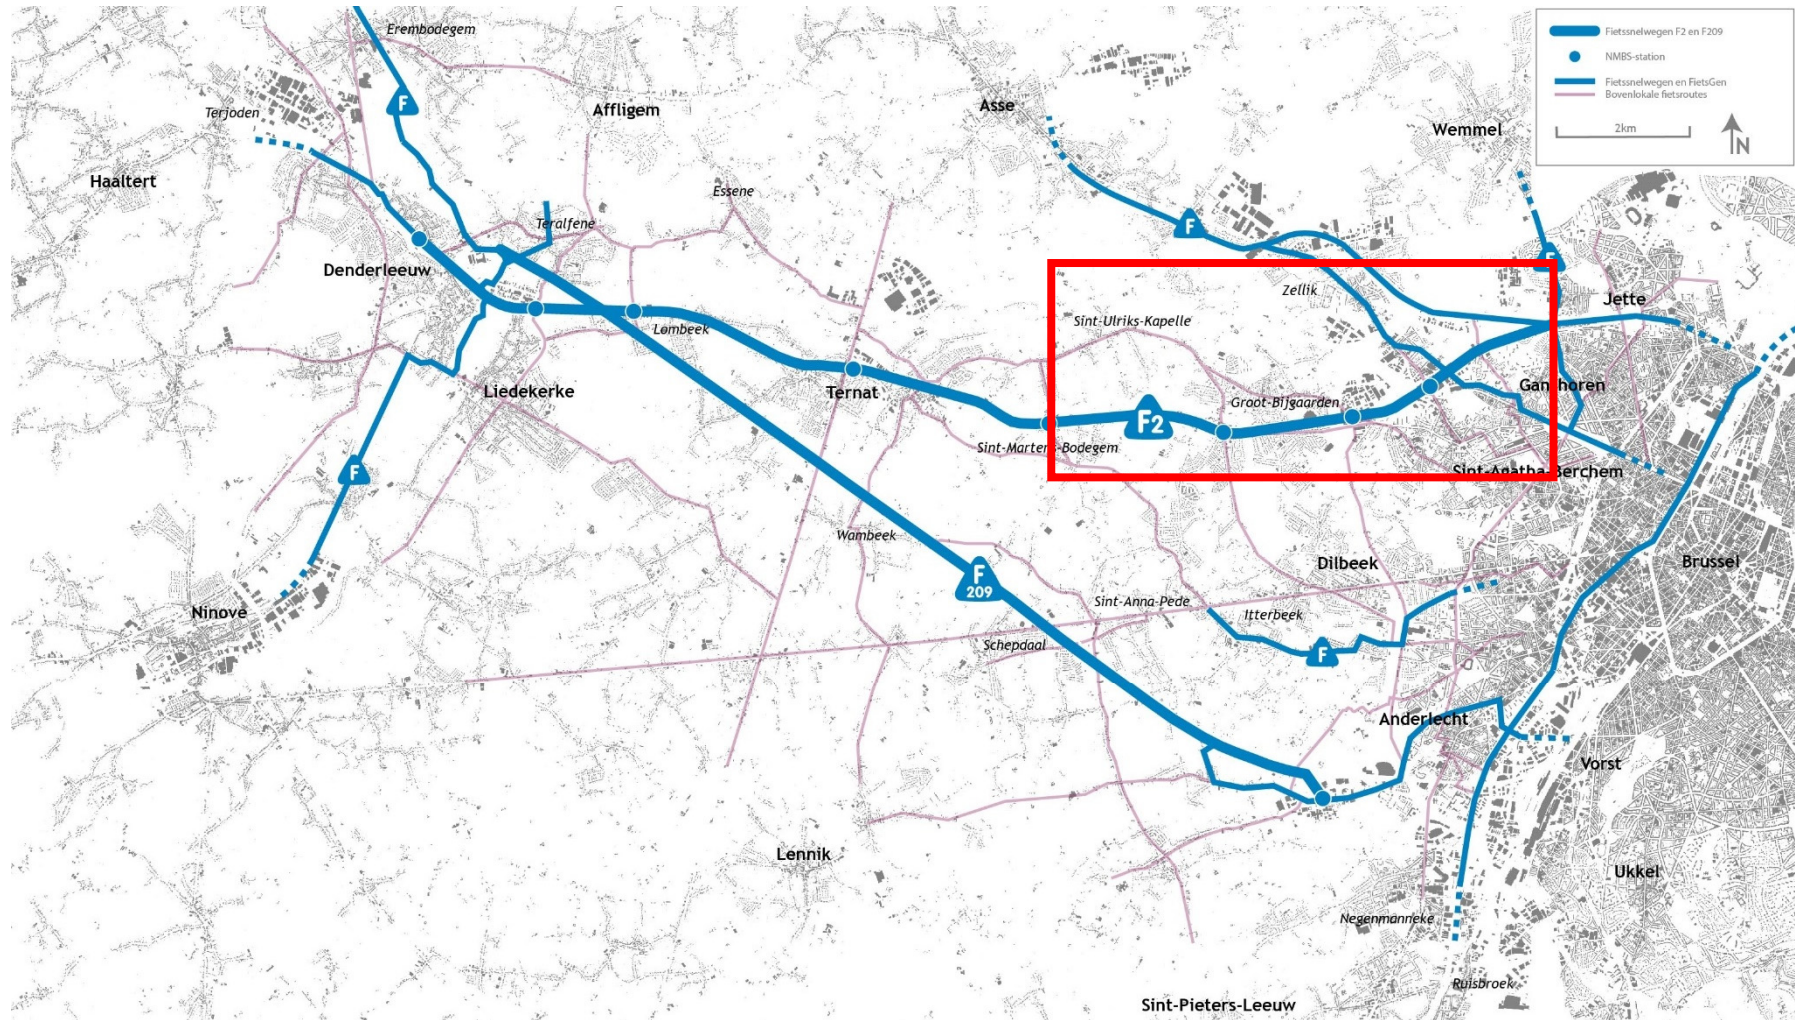 Erembodegem
Fietssnelwegen F2 en F209
NMBS-station
Fietssnelwegen en FietsGen
Bovenlokale fietsroutes
2km
N
F
Terjoden
Affligem
Asse
Wemmel
Haaltert
Essene
Teralfene
F
F
Denderleeuw
Zellik
Jette
Sint-Ulriks-Kapelle
Lombeek
Liedekerke
Ternat
Ganshoren
Groot-Bijgaarden
F2
Sint-Martens-Bodegem
Sint-Agatha-Berchem
F
Wambeek
Dilbeek
Brussel
F
209
Sint-Anna-Pede
Itterbeek
Ninove
Schepdaal
F
Anderlecht
Vorst
Lennik
Ukkel
Negenmanneke
Ruisbroek
Sint-Pieters-Leeuw